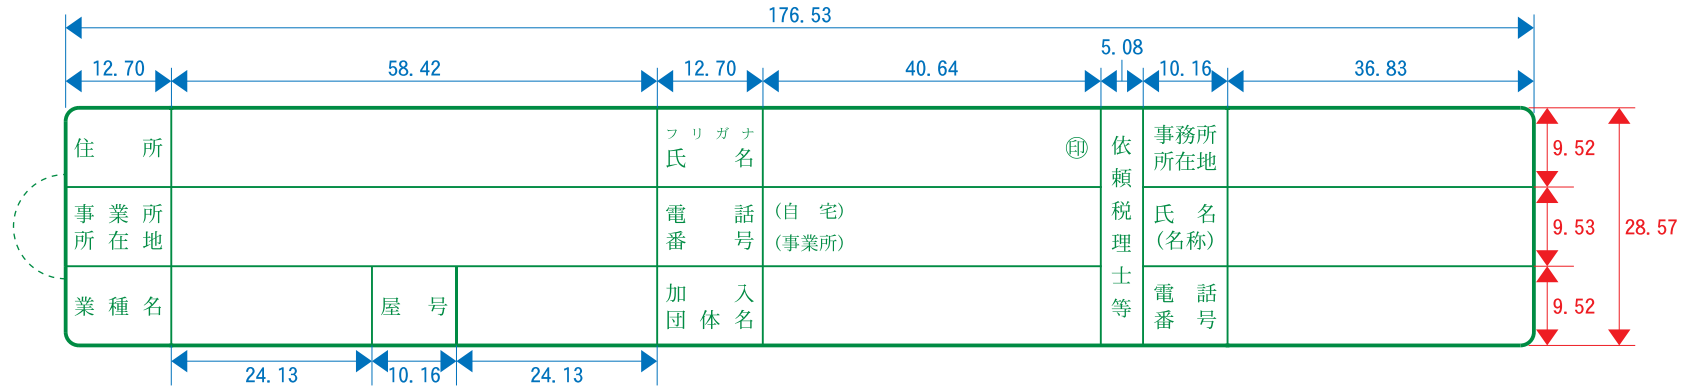 176.53
5.08
12.70 58.42 12.70 40.64 10.16 36.83
住所
フリガナ
氏名
㊞
依頼税理士等
事務所
所在地
9.52
事業所
所在地
電話
番号
(自 宅)
(事業所)
氏名
(名称)
9.53
28.57
業種名
屋号
加入
団体名
電話
番号
9.52
24.13 10.16 24.13